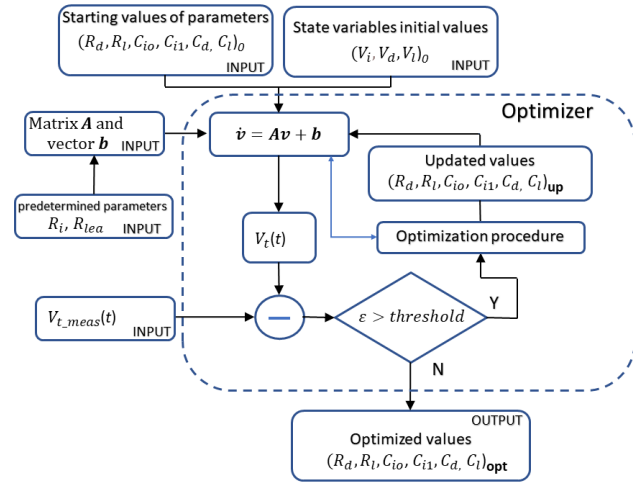 Starting values of parameters
(R_d, R_l, C_io, C_i1, C_d, C_l)_0
INPUT
State variables initial values
(V_i, V_d, V_l)_0
INPUT
Optimizer
Matrix A and
vector b
INPUT
v̇ = Av + b
Updated values
(R_d, R_l, C_io, C_i1, C_d, C_l)_up
predetermined parameters
R_i, R_lea
INPUT
V_t(t)
Optimization procedure
V_t_meas(t)
INPUT
−
ε > threshold
Y
N
OUTPUT
Optimized values
(R_d, R_l, C_io, C_i1, C_d, C_l)_opt